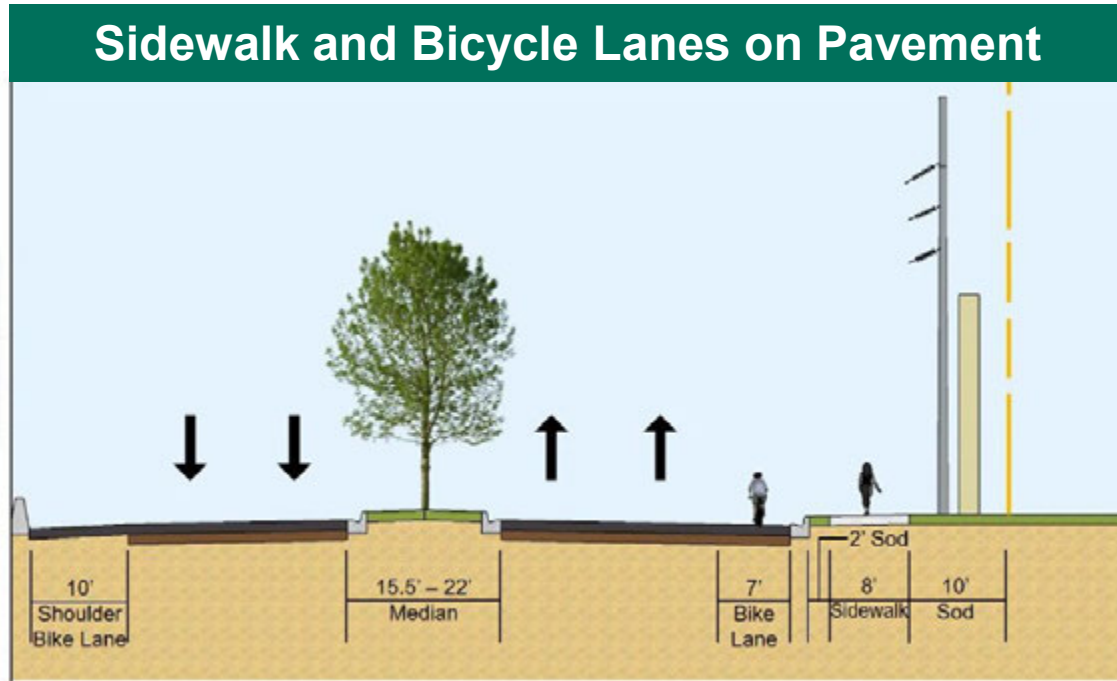 Sidewalk and Bicycle Lanes on Pavement
2' Sod
10'
Shoulder
Bike Lane
15.5' – 22'
Median
7'
Bike
Lane
8'
Sidewalk
10'
Sod